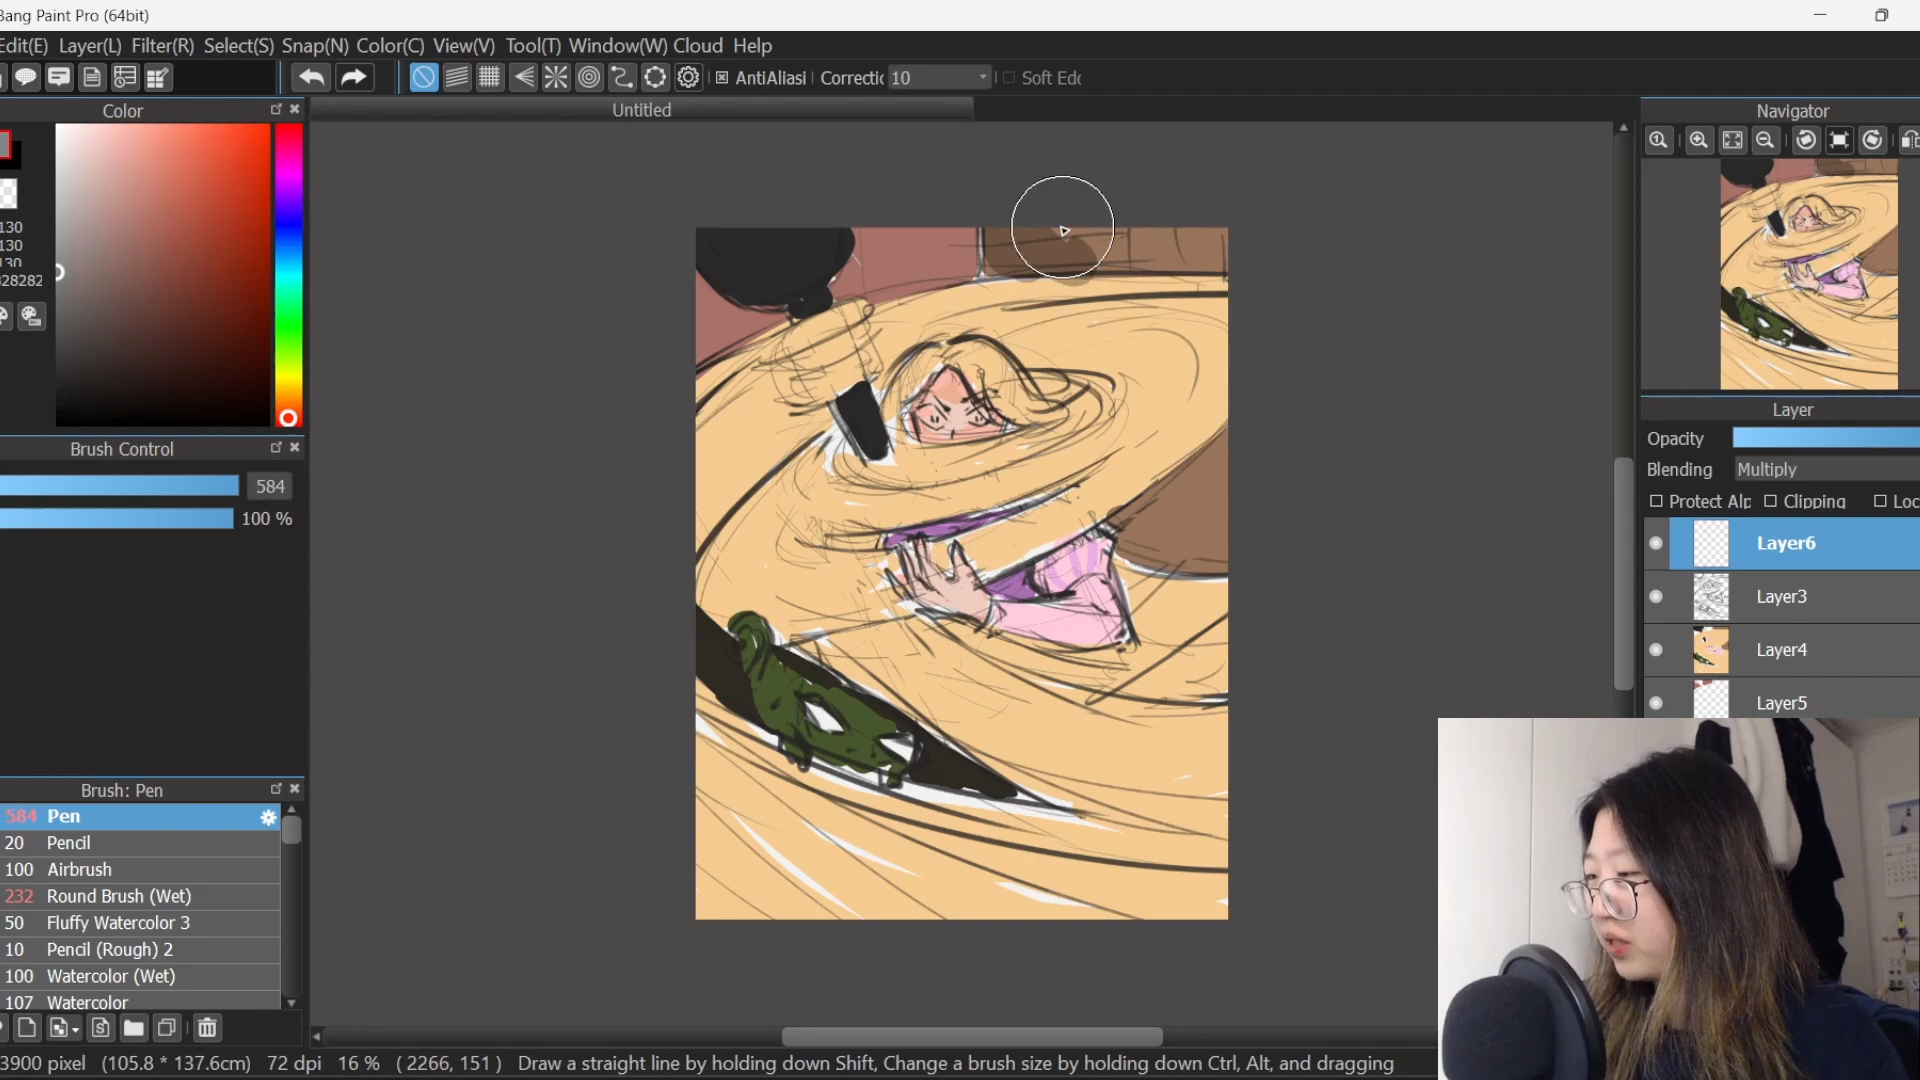 Bang Paint Pro (64bit)
Edit(E) Layer(L) Filter(R) Select(S) Snap(N) Color(C) View(V) Tool(T) Window(W) Cloud Help
AntiAliasi Correctic 10 Soft Edc
Color
Untitled
Navigator
130
130
130
828282
Layer
Opacity
Blending Multiply
Protect Alp Clipping Loc
Layer6
Layer3
Layer4
Layer5
Brush Control
584
100 %
Brush: Pen
584 Pen
20 Pencil
100 Airbrush
232 Round Brush (Wet)
50 Fluffy Watercolor 3
10 Pencil (Rough) 2
100 Watercolor (Wet)
107 Watercolor
3900 pixel (105.8 * 137.6cm) 72 dpi 16 % ( 2266, 151 ) Draw a straight line by holding down Shift, Change a brush size by holding down Ctrl, Alt, and dragging